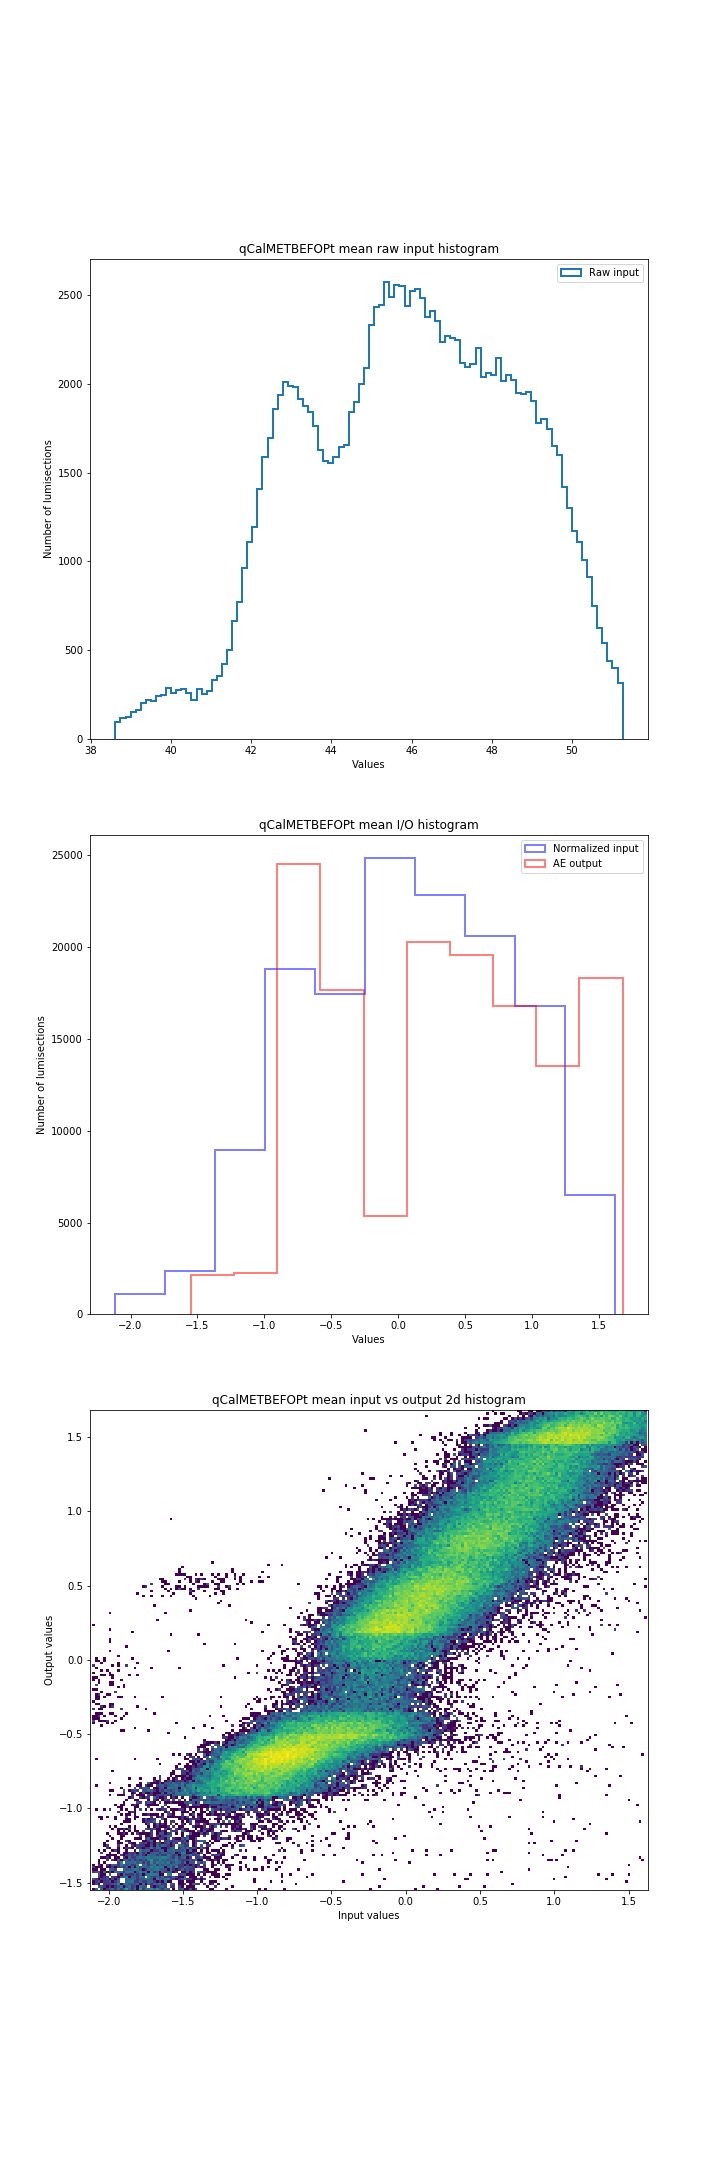 qCalMETBEFOPt mean raw input histogram
Raw input
2500
2000
1500
1000
500
0
Number of lumisections
38 40 42 44 46 48 50
Values
qCalMETBEFOPt mean I/O histogram
Normalized input
AE output
25000
20000
15000
10000
5000
0
Number of lumisections
−2.0 −1.5 −1.0 −0.5 0.0 0.5 1.0 1.5
Values
qCalMETBEFOPt mean input vs output 2d histogram
1.5
1.0
0.5
0.0
−0.5
−1.0
−1.5
Output values
−2.0 −1.5 −1.0 −0.5 0.0 0.5 1.0 1.5
Input values